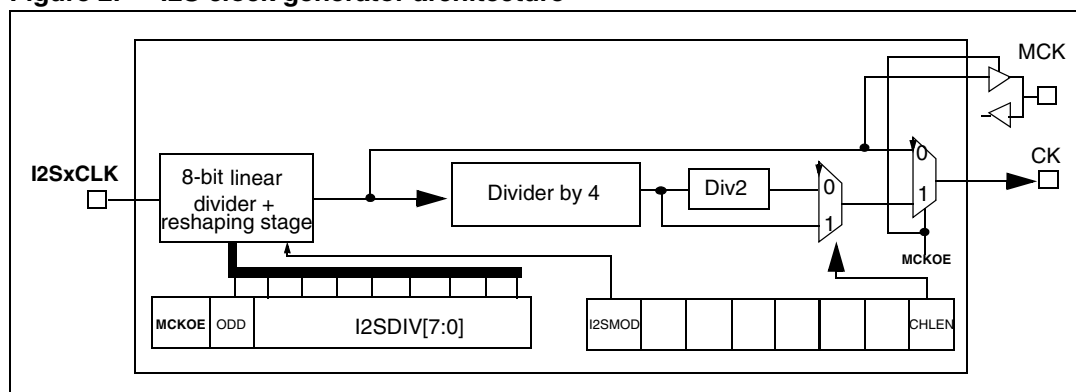 Figure 2. I2S clock generator architecture
MCK
I2SxCLK
8-bit linear
divider +
reshaping stage
Divider by 4
Div2
0
1
0
1
CK
MCKOE
MCKOE
ODD
I2SDIV[7:0]
I2SMOD
CHLEN